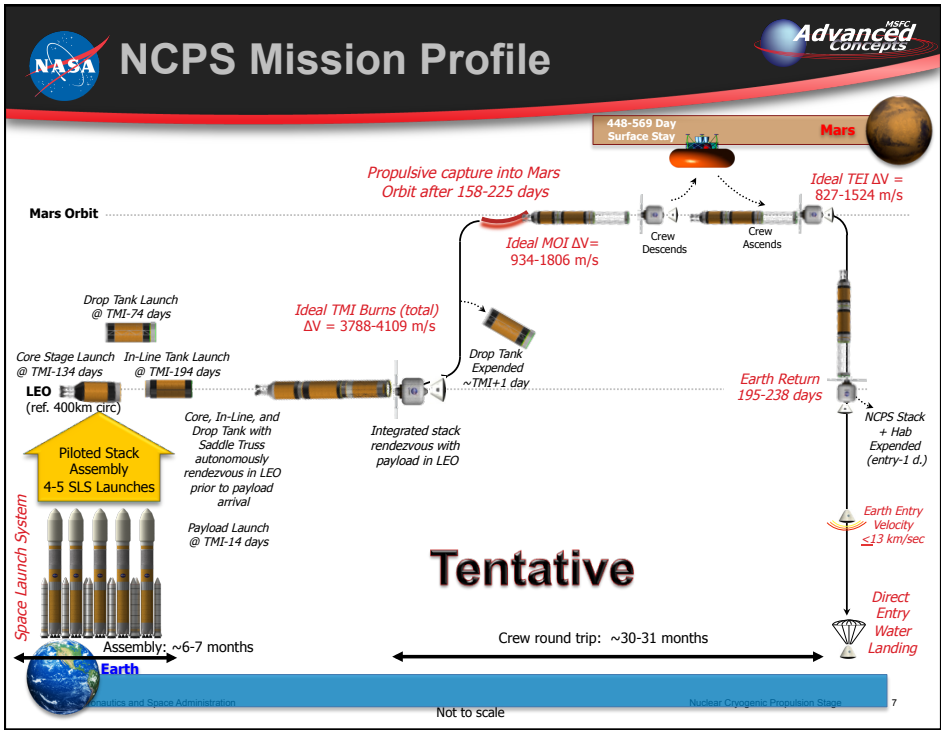 NASA
NCPS Mission Profile
MSFC
Advanced
Concepts
448-569 Day
Surface Stay
Mars
Propulsive capture into Mars
Orbit after 158-225 days
Ideal TEI ΔV =
827-1524 m/s
Mars Orbit
Ideal MOI ΔV=
934-1806 m/s
Crew
Descends
Crew
Ascends
Drop Tank Launch
@ TMI-74 days
Ideal TMI Burns (total)
ΔV = 3788-4109 m/s
Drop Tank
Expended
~TMI+1 day
Core Stage Launch
@ TMI-134 days
In-Line Tank Launch
@ TMI-194 days
LEO
(ref. 400km circ)
Earth Return
195-238 days
Core, In-Line, and
Drop Tank with
Saddle Truss
autonomously
rendezvous in LEO
prior to payload
arrival
Integrated stack
rendezvous with
payload in LEO
NCPS Stack
+ Hab
Expended
(entry-1 d.)
Piloted Stack
Assembly
4-5 SLS Launches
Space Launch System
Payload Launch
@ TMI-14 days
Earth Entry
Velocity
<13 km/sec
Tentative
Direct
Entry
Water
Landing
Assembly: ~6-7 months
Crew round trip: ~30-31 months
Earth
onautics and Space Administration
Nuclear Cryogenic Propulsion Stage
7
Not to scale